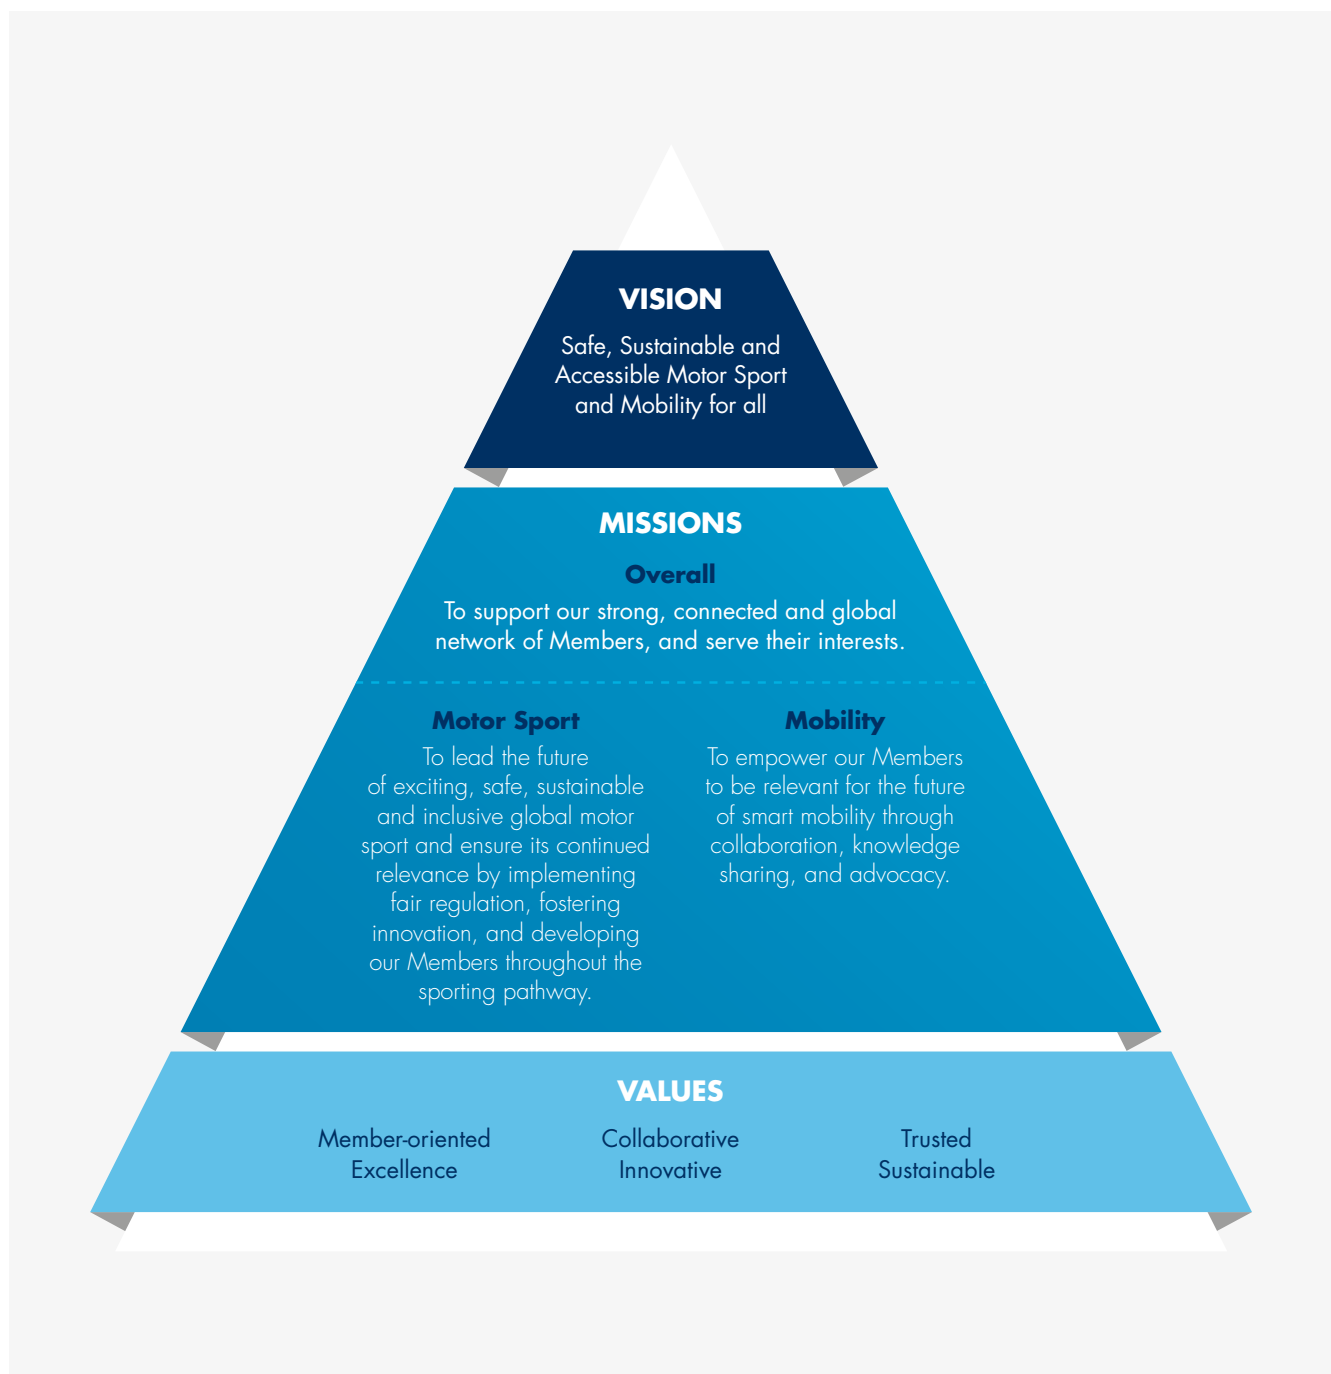 VISION
Safe, Sustainable and
Accessible Motor Sport
and Mobility for all
MISSIONS
Overall
To support our strong, connected and global
network of Members, and serve their interests.
Motor Sport
To lead the future
of exciting, safe, sustainable
and inclusive global motor
sport and ensure its continued
relevance by implementing
fair regulation, fostering
innovation, and developing
our Members throughout the
sporting pathway.
Mobility
To empower our Members
to be relevant for the future
of smart mobility through
collaboration, knowledge
sharing, and advocacy.
VALUES
Member-oriented
Excellence
Collaborative
Innovative
Trusted
Sustainable